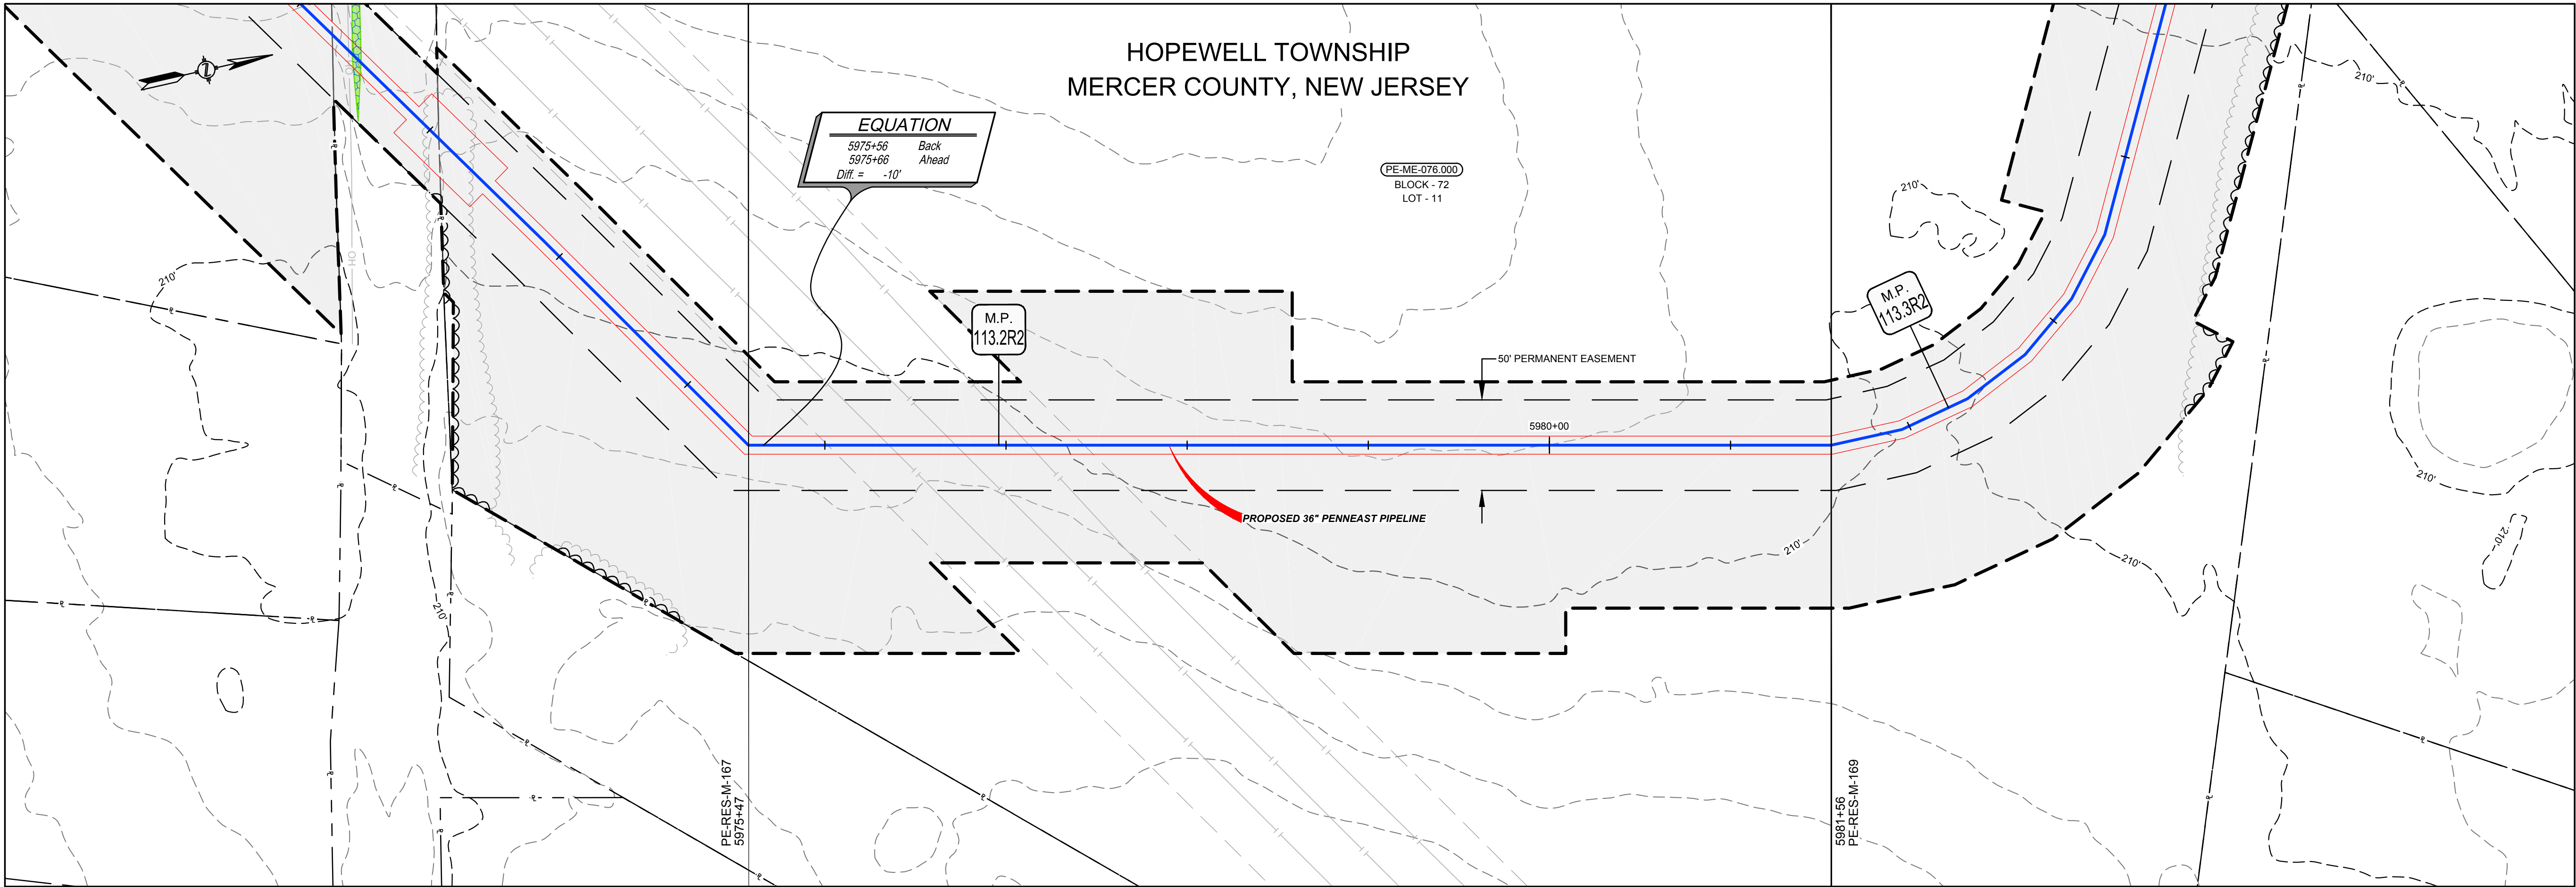 HOPEWELL TOWNSHIP
MERCER COUNTY, NEW JERSEY
EQUATION
5975+56 Back
5975+66 Ahead
Diff. = -10'
PE-ME-076.000
BLOCK - 72
LOT - 11
210'
210'
210'
M.P.
113.2R2
M.P.
113.3R2
OH
50' PERMANENT EASEMENT
5980+00
PROPOSED 36" PENNEAST PIPELINE
210'
210'
210'
210'
210'
PE-RES-M-167
5975+47
5981+56
PE-RES-M-169